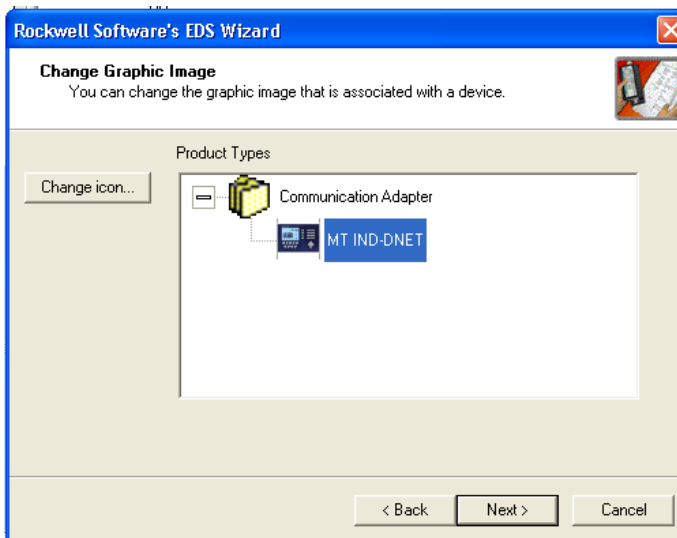 Rockwell Software's EDS Wizard
Change Graphic Image
You can change the graphic image that is associated with a device.
Product Types
Change icon...
Communication Adapter
MT IND-DNET
< Back
Next >
Cancel